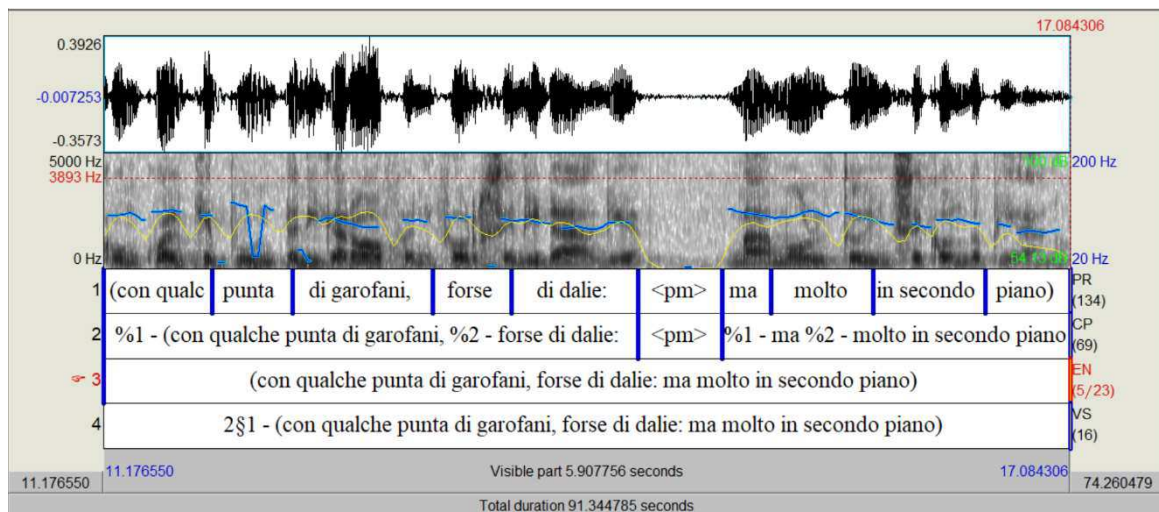 17.084306
0.3926
-0.007253
-0.3573
5000 Hz
3893 Hz
0 Hz
200 Hz
20 Hz
1 (con qualc punta di garofani, forse di dalie: <pm> ma molto in secondo piano) PR (134)
2 %1 - (con qualche punta di garofani, %2 - forse di dalie: <pm> %1 - ma %2 - molto in secondo piano CP (69)
3 (con qualche punta di garofani, forse di dalie: ma molto in secondo piano) EN (5/23)
4 2§1 - (con qualche punta di garofani, forse di dalie: ma molto in secondo piano) VS (16)
11.176550 11.176550 Visible part 5.907756 seconds 17.084306 74.260479
Total duration 91.344785 seconds